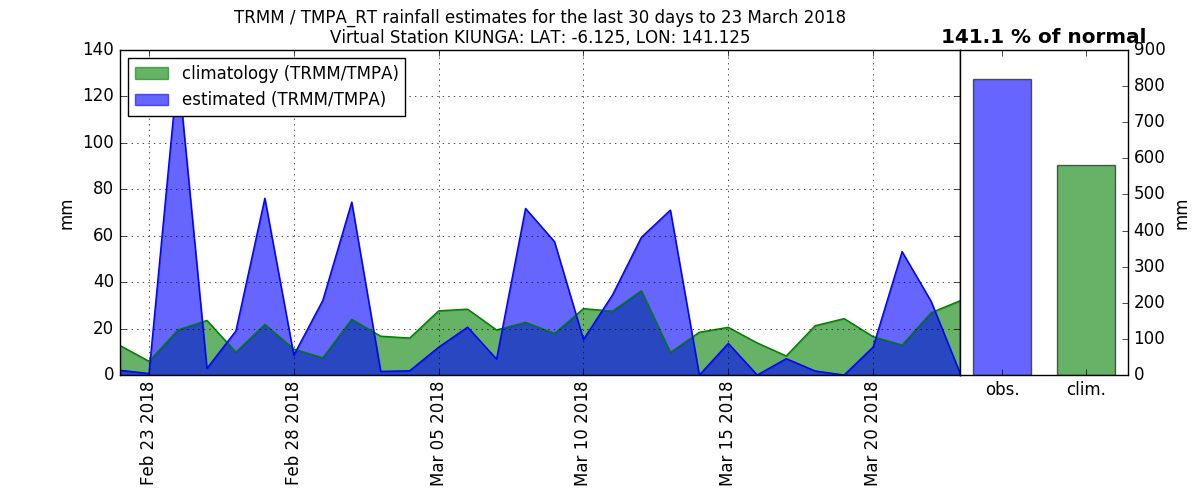 TRMM / TMPA_RT rainfall estimates for the last 30 days to 23 March 2018
Virtual Station KIUNGA: LAT: -6.125, LON: 141.125
141.1 % of normal
climatology (TRMM/TMPA)
estimated (TRMM/TMPA)
mm
140
120
100
80
60
40
20
0
Feb 23 2018
Feb 28 2018
Mar 05 2018
Mar 10 2018
Mar 15 2018
Mar 20 2018
900
800
700
600
500
400
300
200
100
0
mm
obs.
clim.